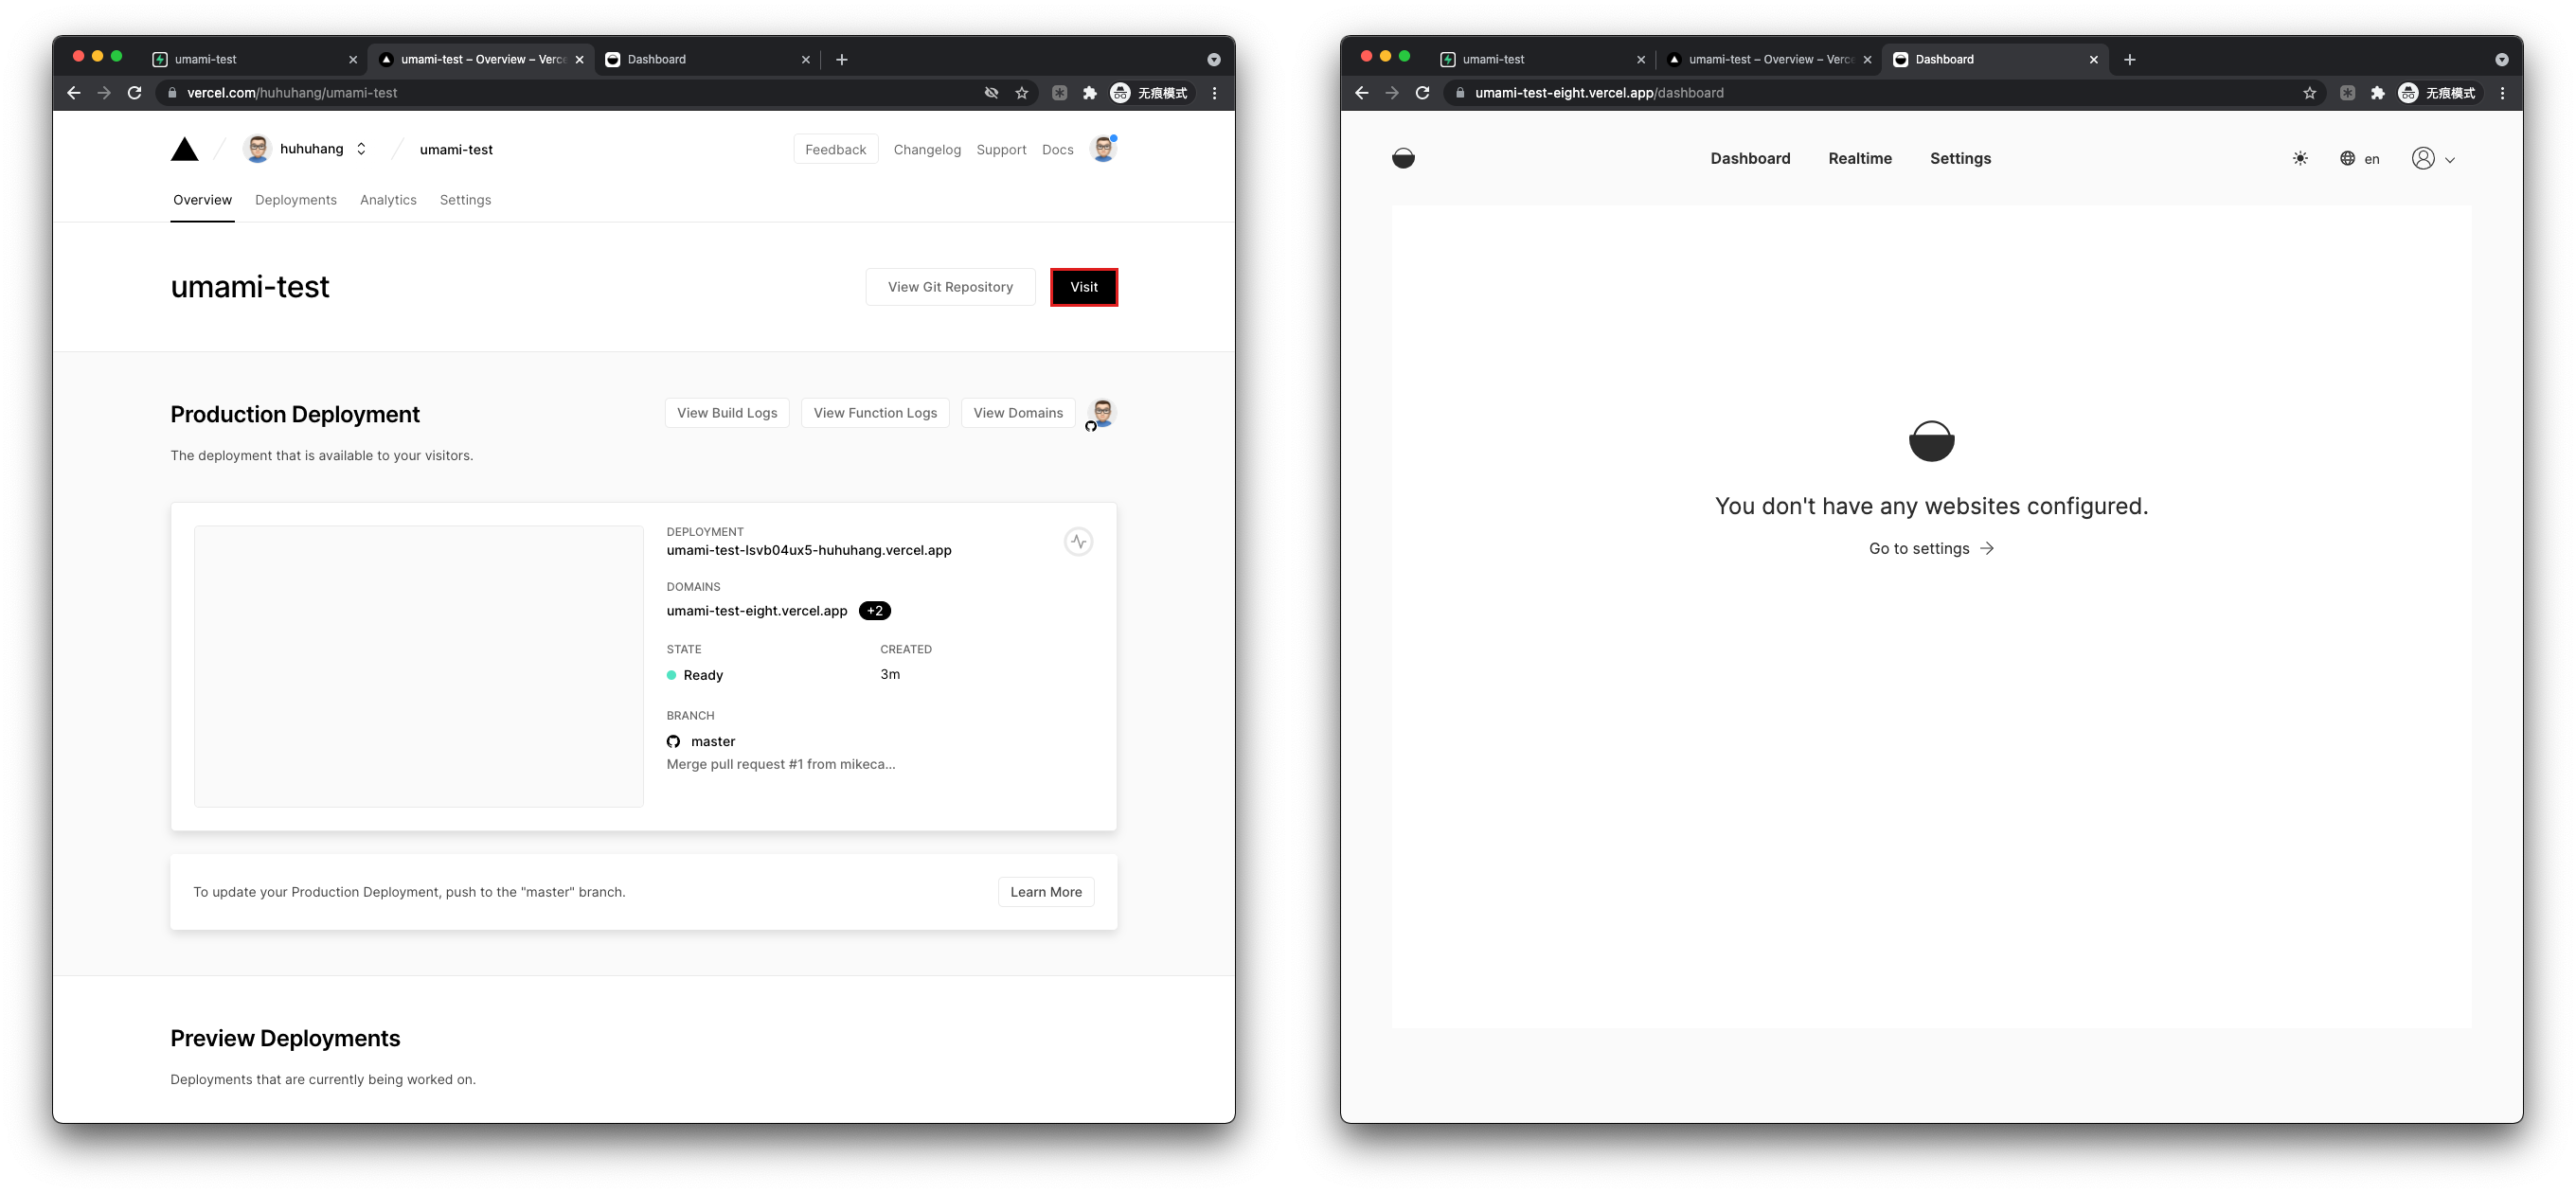 umami-test
umami-test – Overview – Verce
Dashboard
vercel.com/huhuhang/umami-test
无痕模式
huhuhang
umami-test
Feedback
Changelog
Support
Docs
Overview
Deployments
Analytics
Settings
umami-test
View Git Repository
Visit
Production Deployment
View Build Logs
View Function Logs
View Domains
The deployment that is available to your visitors.
DEPLOYMENT
umami-test-lsvb04ux5-huhuhang.vercel.app
DOMAINS
umami-test-eight.vercel.app +2
STATE
CREATED
Ready
3m
BRANCH
master
Merge pull request #1 from mikeca...
To update your Production Deployment, push to the "master" branch.
Learn More
Preview Deployments
Deployments that are currently being worked on.
umami-test
umami-test – Overview – Verce
Dashboard
umami-test-eight.vercel.app/dashboard
无痕模式
Dashboard
Realtime
Settings
en
You don't have any websites configured.
Go to settings